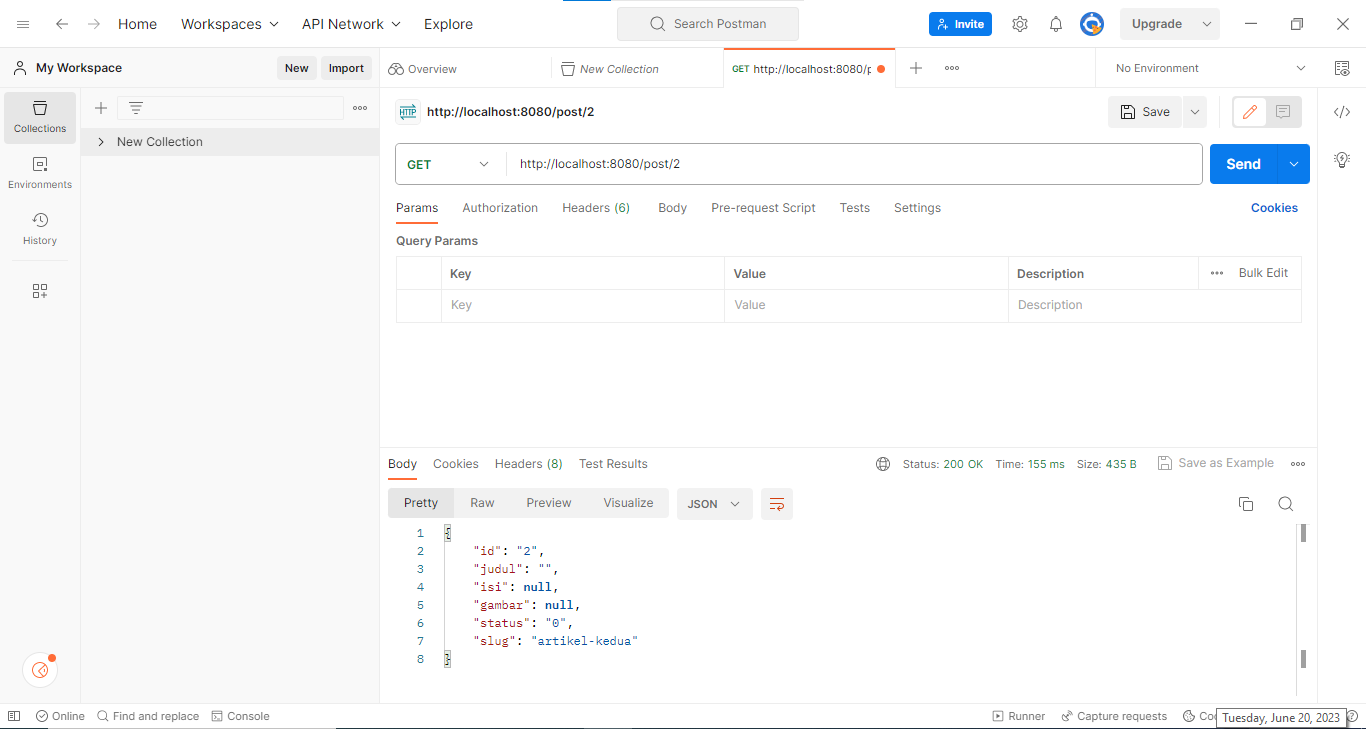 Home Workspaces API Network Explore Search Postman Invite Upgrade
My Workspace New Import Overview New Collection GET http://localhost:8080/p No Environment
Collections
Environments
History
New Collection
HTTP http://localhost:8080/post/2 Save
GET http://localhost:8080/post/2 Send
Params Authorization Headers (6) Body Pre-request Script Tests Settings Cookies
Query Params
Key Value Description Bulk Edit
Key Value Description
Body Cookies Headers (8) Test Results Status: 200 OK Time: 155 ms Size: 435 B Save as Example
Pretty Raw Preview Visualize JSON
1 {
2 "id": "2",
3 "judul": "",
4 "isi": null,
5 "gambar": null,
6 "status": "0",
7 "slug": "artikel-kedua"
8 }
Online Find and replace Console Runner Capture requests Tuesday, June 20, 2023